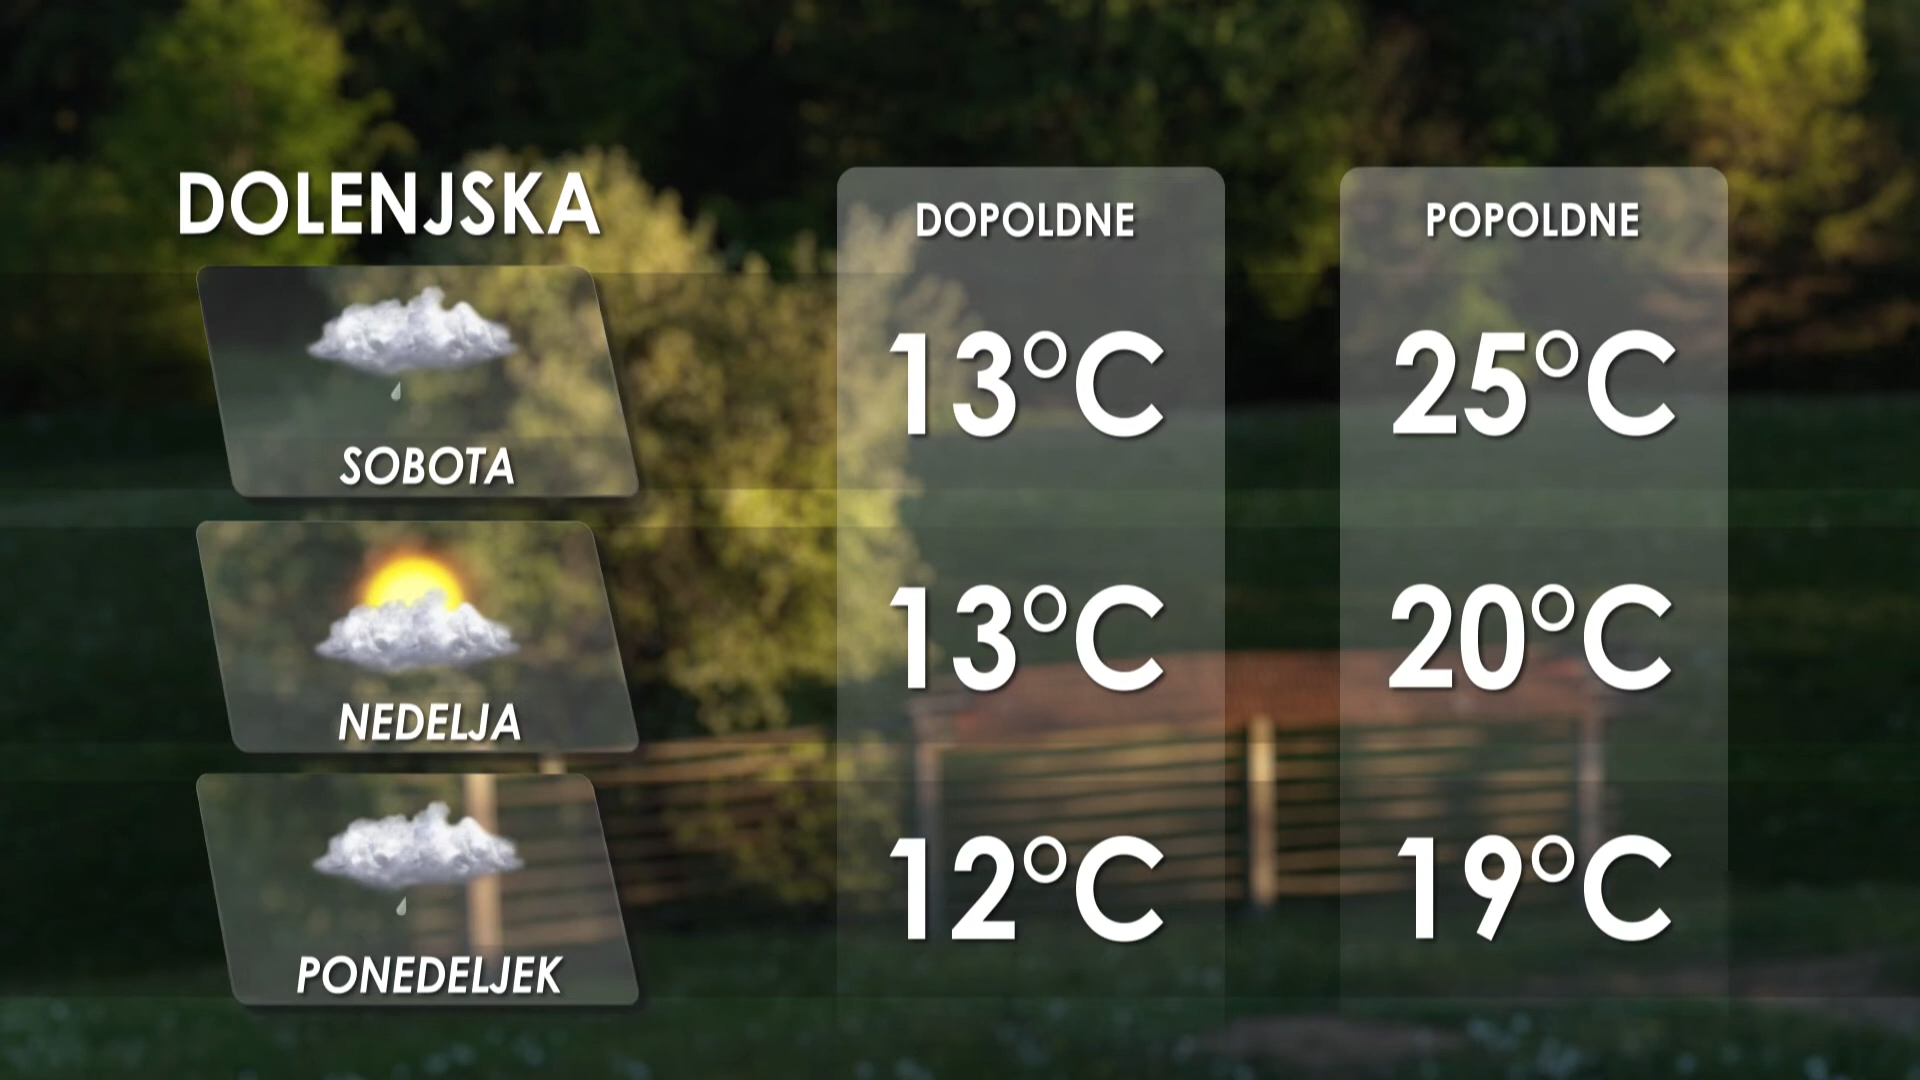 DOLENJSKA
DOPOLDNE
POPOLDNE
SOBOTA
13°C
25°C
NEDELJA
13°C
20°C
PONEDELJEK
12°C
19°C